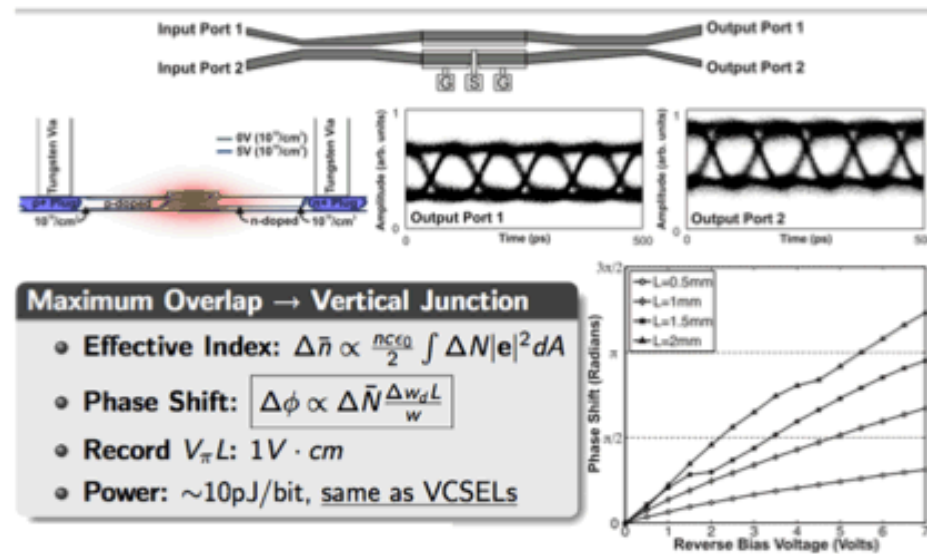 Input Port 1
Output Port 1
Input Port 2
Output Port 2
G S G
Tungsten Via
Tungsten Via
0V
5V
p+ Plug
p-doped
n-doped
n+ Plug
1
Amplitude (arb. units)
0
Output Port 1
0
Time (ps)
500
1
Amplitude (arb. units)
0
Output Port 2
0
Time (ps)
500
Maximum Overlap → Vertical Junction
Effective Index: Δn̄ ∝ ncϵ₀/2 ∫ ΔN|e|²dA
Phase Shift: Δϕ ∝ ΔN̄ Δw_d L/w
Record V_πL: 1V · cm
Power: ~10pJ/bit, same as VCSELs
3π/2
π
π/2
0
Phase Shift (Radians)
L=0.5mm
L=1mm
L=1.5mm
L=2mm
0 1 2 3 4 5 6 7
Reverse Bias Voltage (Volts)